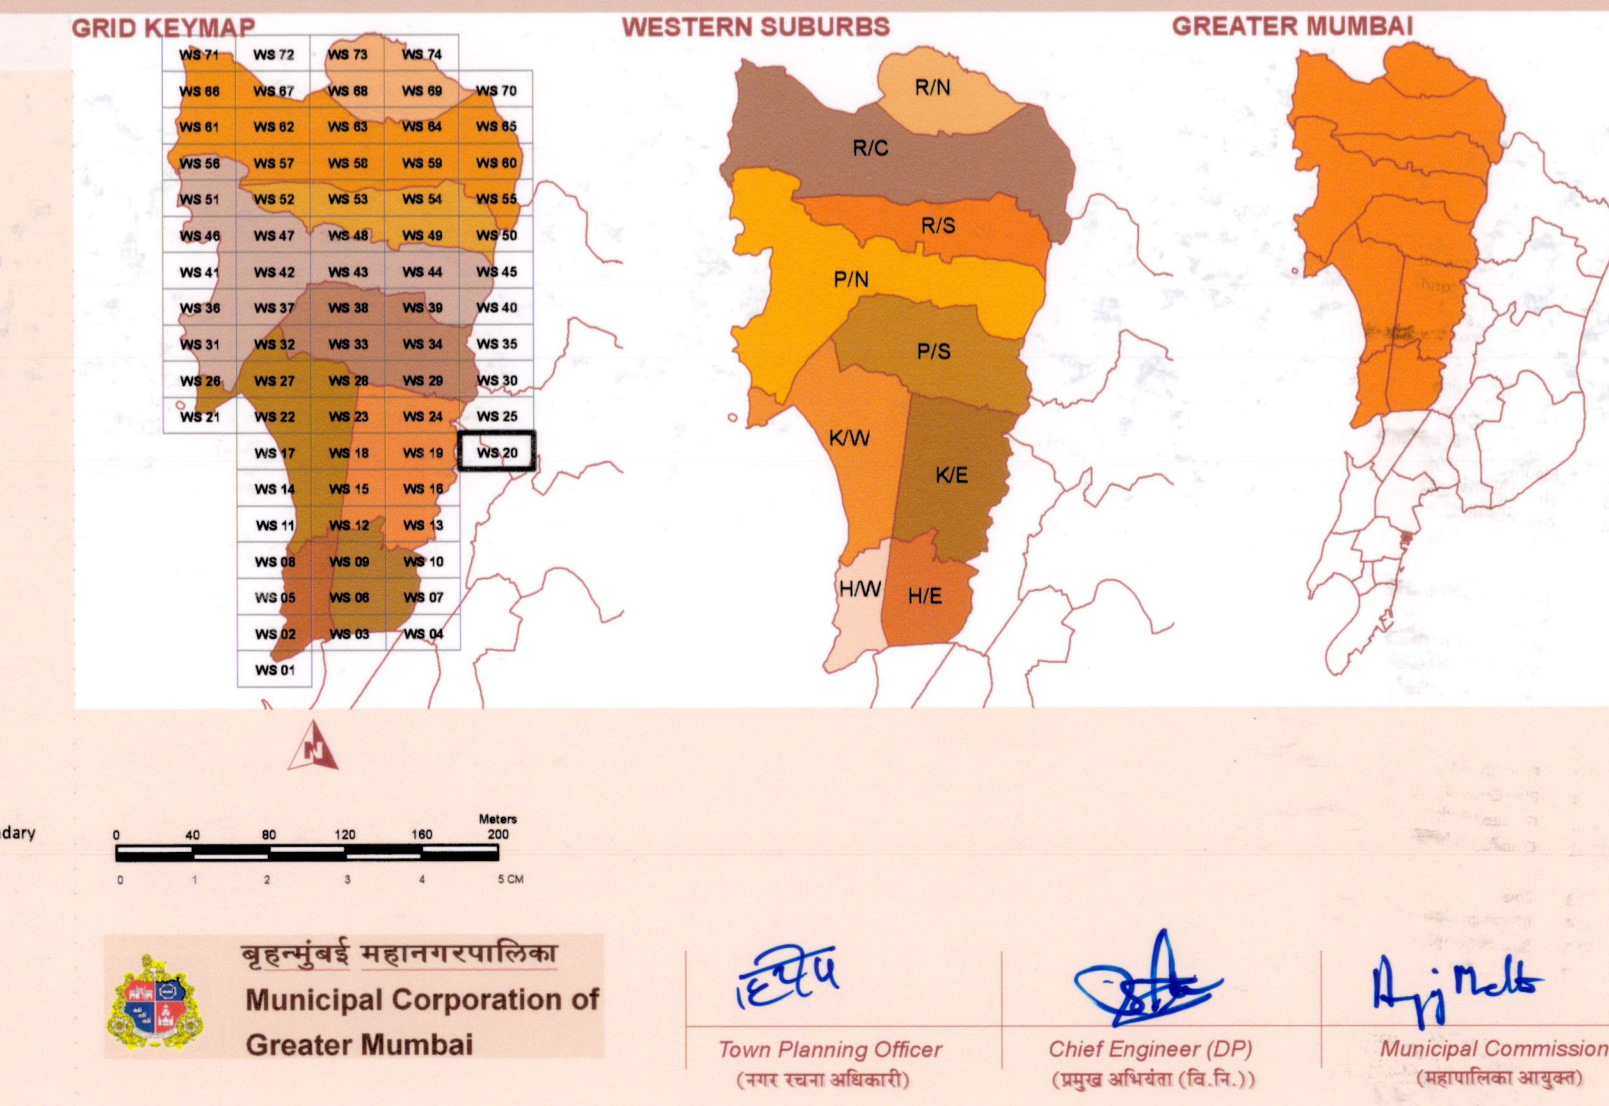 GRID KEYMAP
WS 71 WS 72 WS 73 WS 74
WS 66 WS 67 WS 68 WS 69 WS 70
WS 61 WS 62 WS 63 WS 64 WS 65
WS 56 WS 57 WS 58 WS 59 WS 60
WS 51 WS 52 WS 53 WS 54 WS 55
WS 46 WS 47 WS 48 WS 49 WS 50
WS 41 WS 42 WS 43 WS 44 WS 45
WS 36 WS 37 WS 38 WS 39 WS 40
WS 31 WS 32 WS 33 WS 34 WS 35
WS 26 WS 27 WS 28 WS 29 WS 30
WS 21 WS 22 WS 23 WS 24 WS 25
WS 17 WS 18 WS 19 WS 20
WS 14 WS 15 WS 16
WS 11 WS 12 WS 13
WS 08 WS 09 WS 10
WS 05 WS 06 WS 07
WS 02 WS 03 WS 04
WS 01
WESTERN SUBURBS
R/N
R/C
R/S
P/N
P/S
K/W
K/E
H/W
H/E
GREATER MUMBAI
N
dary
Meters
0 40 80 120 160 200
0 1 2 3 4 5 CM
बृहन्मुंबई महानगरपालिका
Municipal Corporation of
Greater Mumbai
Town Planning Officer
(नगर रचना अधिकारी)
Chief Engineer (DP)
(प्रमुख अभियंता (वि.नि.))
Municipal Commission
(महापालिका आयुक्त)